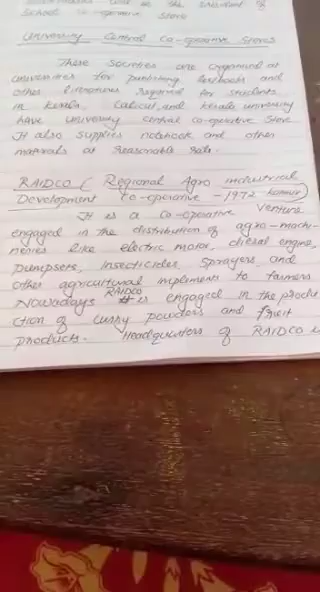 School co-operative store
University Central Co-operative Stores
These societies are organised at
universities for publishing textbooks and
other literatures required for students
in kerala. Calicut, and kerala university
have university central co-operative store
It also supplies notebook and other
materials at reasonable rate.
RAIDCO ( Regional Agro industrial
Development Co-operative - 1972
It is a co-operative venture
engaged in the distribution of agro-machi-
neries like electric motor, diesal engine,
pumpsets, insecticides, sprayers, and
other agricultural implements to farmers
Nowadays RAIDCO is engaged in the produ
ction of curry powders and fruit
products. Headquarters of RAIDCO is